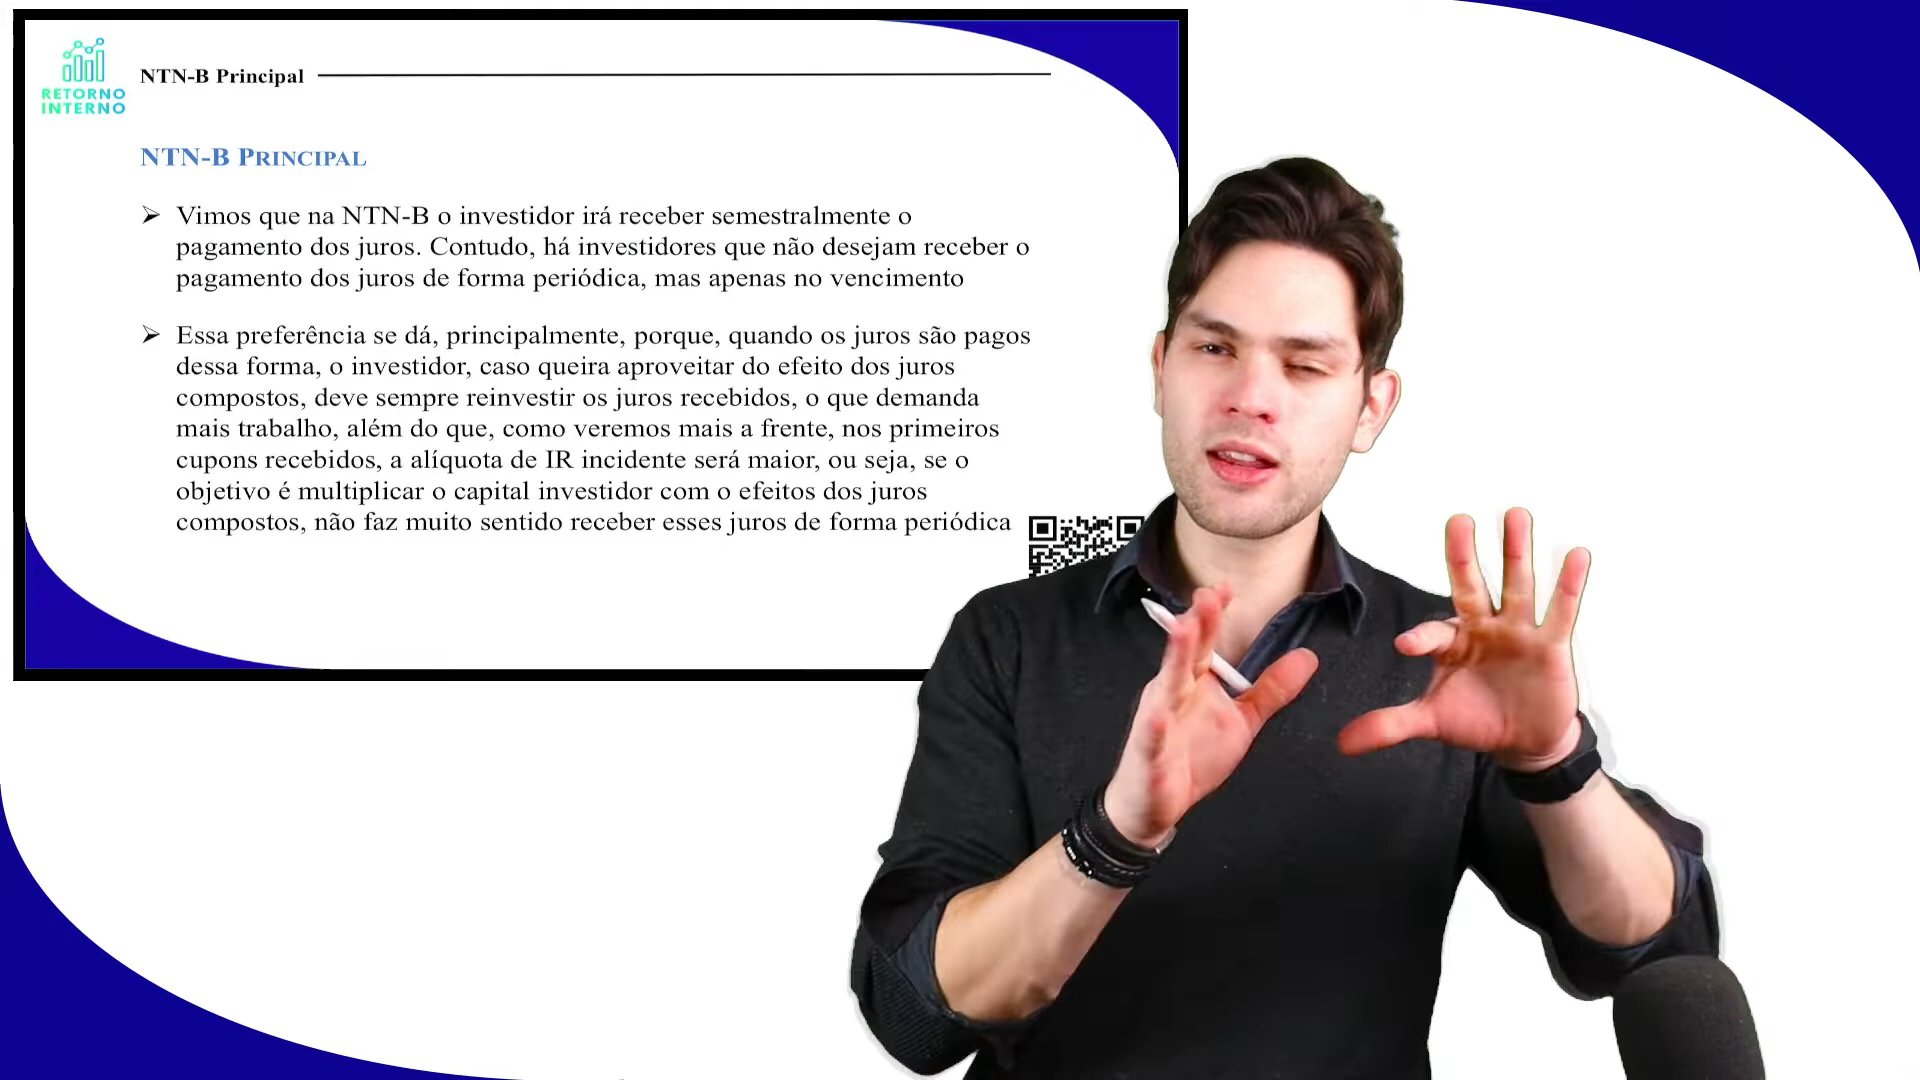 RETORNO
INTERNO
NTN-B Principal
NTN-B PRINCIPAL
➢ Vimos que na NTN-B o investidor irá receber semestralmente o
pagamento dos juros. Contudo, há investidores que não desejam receber o
pagamento dos juros de forma periódica, mas apenas no vencimento
➢ Essa preferência se dá, principalmente, porque, quando os juros são pagos
dessa forma, o investidor, caso queira aproveitar do efeito dos juros
compostos, deve sempre reinvestir os juros recebidos, o que demanda
mais trabalho, além do que, como veremos mais a frente, nos primeiros
cupons recebidos, a alíquota de IR incidente será maior, ou seja, se o
objetivo é multiplicar o capital investidor com o efeitos dos juros
compostos, não faz muito sentido receber esses juros de forma periódica